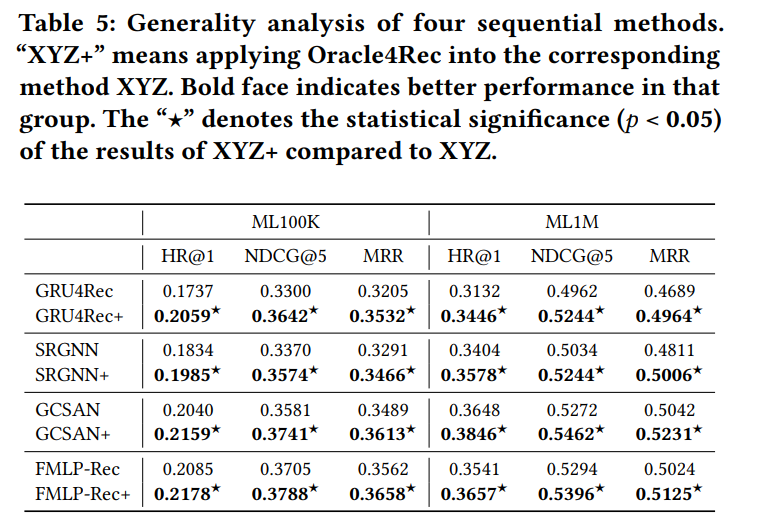 Table 5: Generality analysis of four sequential methods.
“XYZ+” means applying Oracle4Rec into the corresponding
method XYZ. Bold face indicates better performance in that
group. The “★” denotes the statistical significance (p < 0.05)
of the results of XYZ+ compared to XYZ.
ML100K ML1M
HR@1 NDCG@5 MRR HR@1 NDCG@5 MRR
GRU4Rec 0.1737 0.3300 0.3205 0.3132 0.4962 0.4689
GRU4Rec+ 0.2059★ 0.3642★ 0.3532★ 0.3446★ 0.5244★ 0.4964★
SRGNN 0.1834 0.3370 0.3291 0.3404 0.5034 0.4811
SRGNN+ 0.1985★ 0.3574★ 0.3466★ 0.3578★ 0.5244★ 0.5006★
GCSAN 0.2040 0.3581 0.3489 0.3648 0.5272 0.5042
GCSAN+ 0.2159★ 0.3741★ 0.3613★ 0.3846★ 0.5462★ 0.5231★
FMLP-Rec 0.2085 0.3705 0.3562 0.3541 0.5294 0.5024
FMLP-Rec+ 0.2178★ 0.3788★ 0.3658★ 0.3657★ 0.5396★ 0.5125★